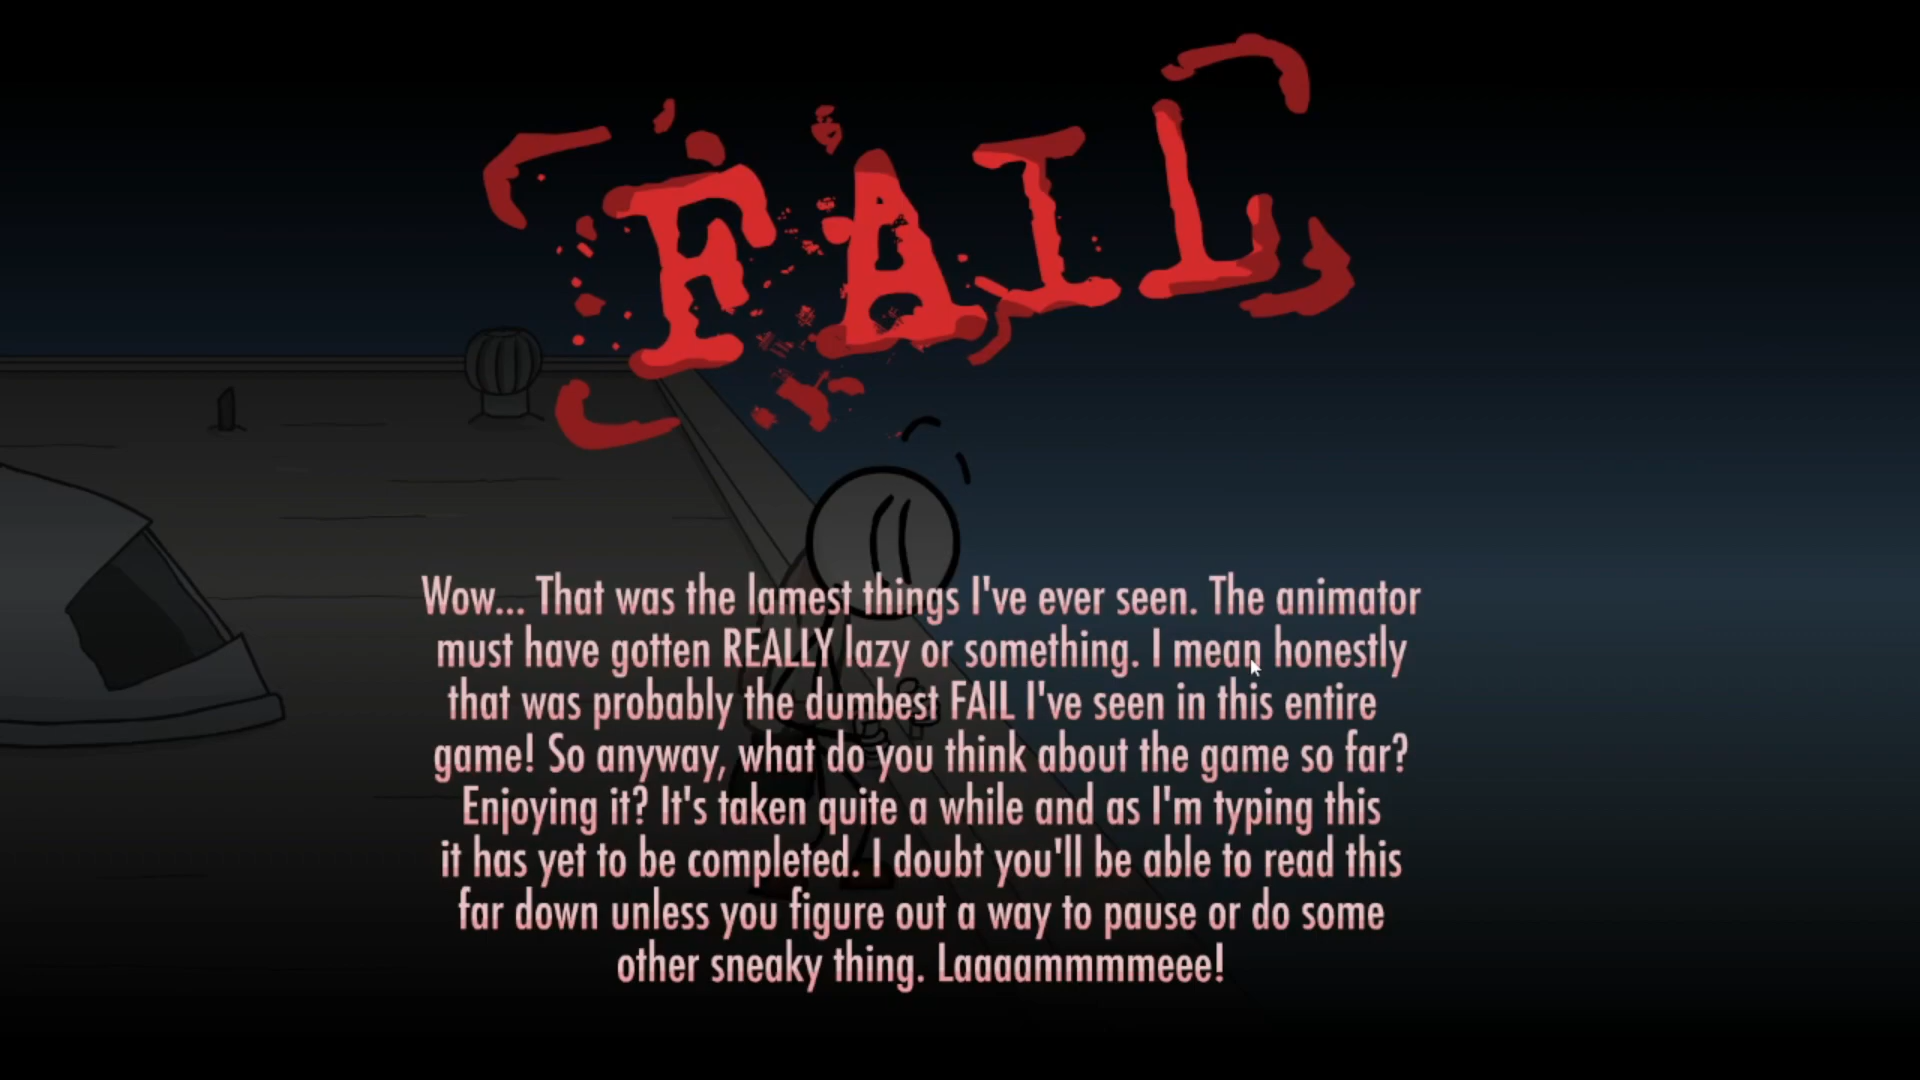 FAIL
Wow... That was the lamest things I've ever seen. The animator
must have gotten REALLY lazy or something. I mean honestly
that was probably the dumbest FAIL I've seen in this entire
game! So anyway, what do you think about the game so far?
Enjoying it? It's taken quite a while and as I'm typing this
it has yet to be completed. I doubt you'll be able to read this
far down unless you figure out a way to pause or do some
other sneaky thing. Laaaammmmeee!